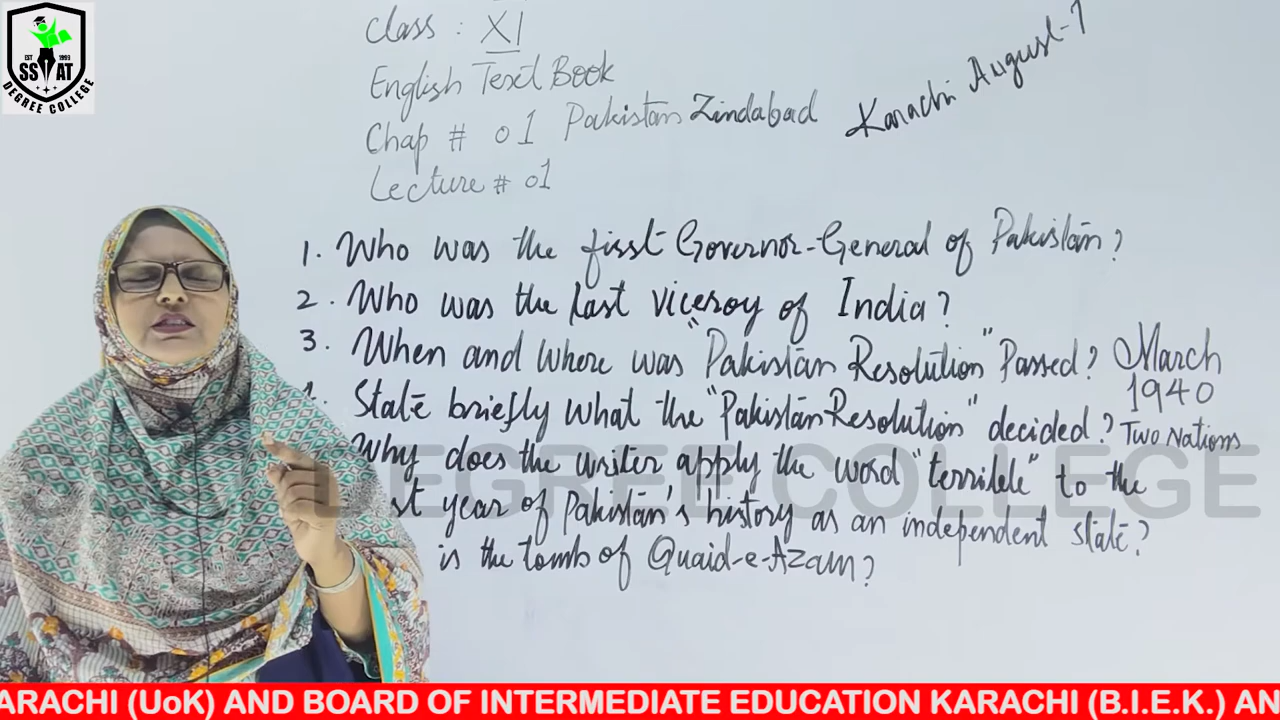 EST 1993
SS AT
DEGREE COLLEGE
Class : XI
English Text Book
Chap # 01 Pakistan Zindabad
Karachi August-7
Lecture # 01
1. Who was the first Governor-General of Pakistan?
2. Who was the last viceroy of India?
3. When and where was "Pakistan Resolution" Passed? March 1940
State briefly what the "Pakistan Resolution" decided? Two Nations
Why does the writer apply the word "terrible" to the
st year of Pakistan's history as an independent state?
is the tomb of Quaid-e-Azam?
DEGREE COLLEGE
ARACHI (UoK) AND BOARD OF INTERMEDIATE EDUCATION KARACHI (B.I.E.K.) AN